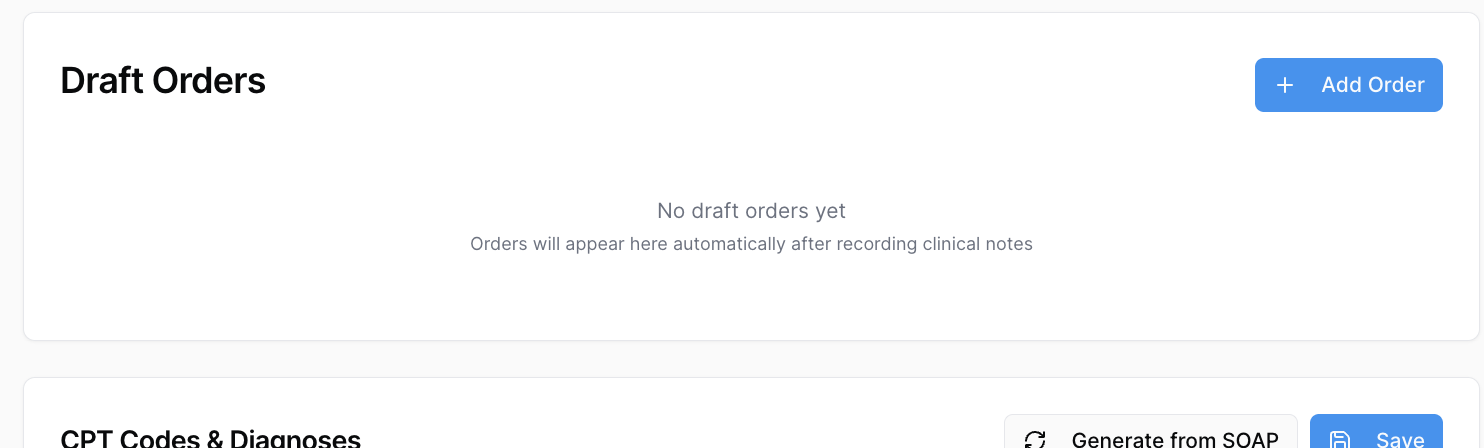 Draft Orders
Add Order
No draft orders yet
Orders will appear here automatically after recording clinical notes
CPT Codes & Diagnoses
Generate from SOAP
Save